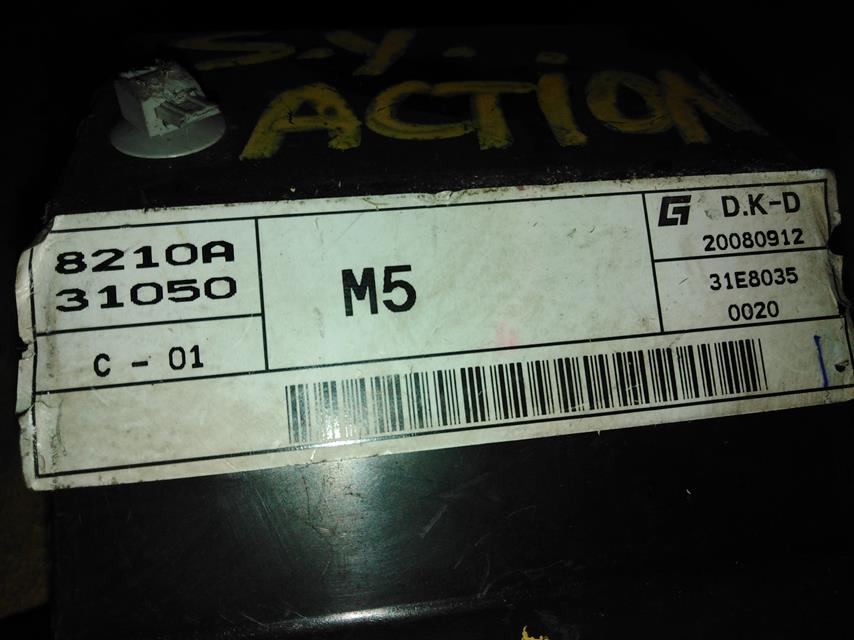 S.Y.
ACTION
8210A
31050
C - 01
M5
G D.K-D
20080912
31E8035
0020